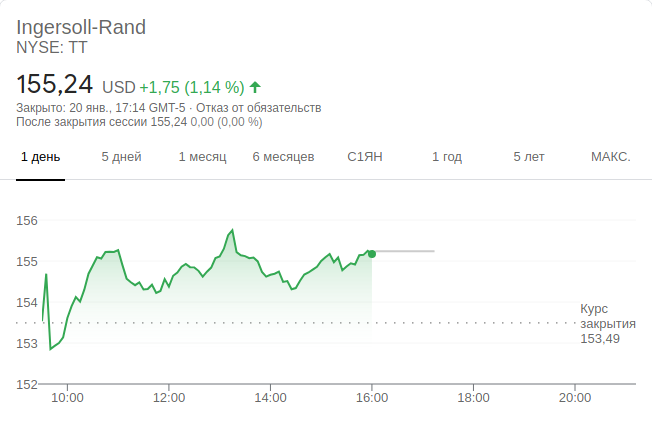 Ingersoll-Rand
NYSE: TT
155,24 USD +1,75 (1,14 %)
Закрыто: 20 янв., 17:14 GMT-5 · Отказ от обязательств
После закрытия сессии 155,24 0,00 (0,00 %)
1 день 5 дней 1 месяц 6 месяцев С1ЯН 1 год 5 лет МАКС.
156
155
154
Курс
закрытия
153,49
153
152
10:00 12:00 14:00 16:00 18:00 20:00